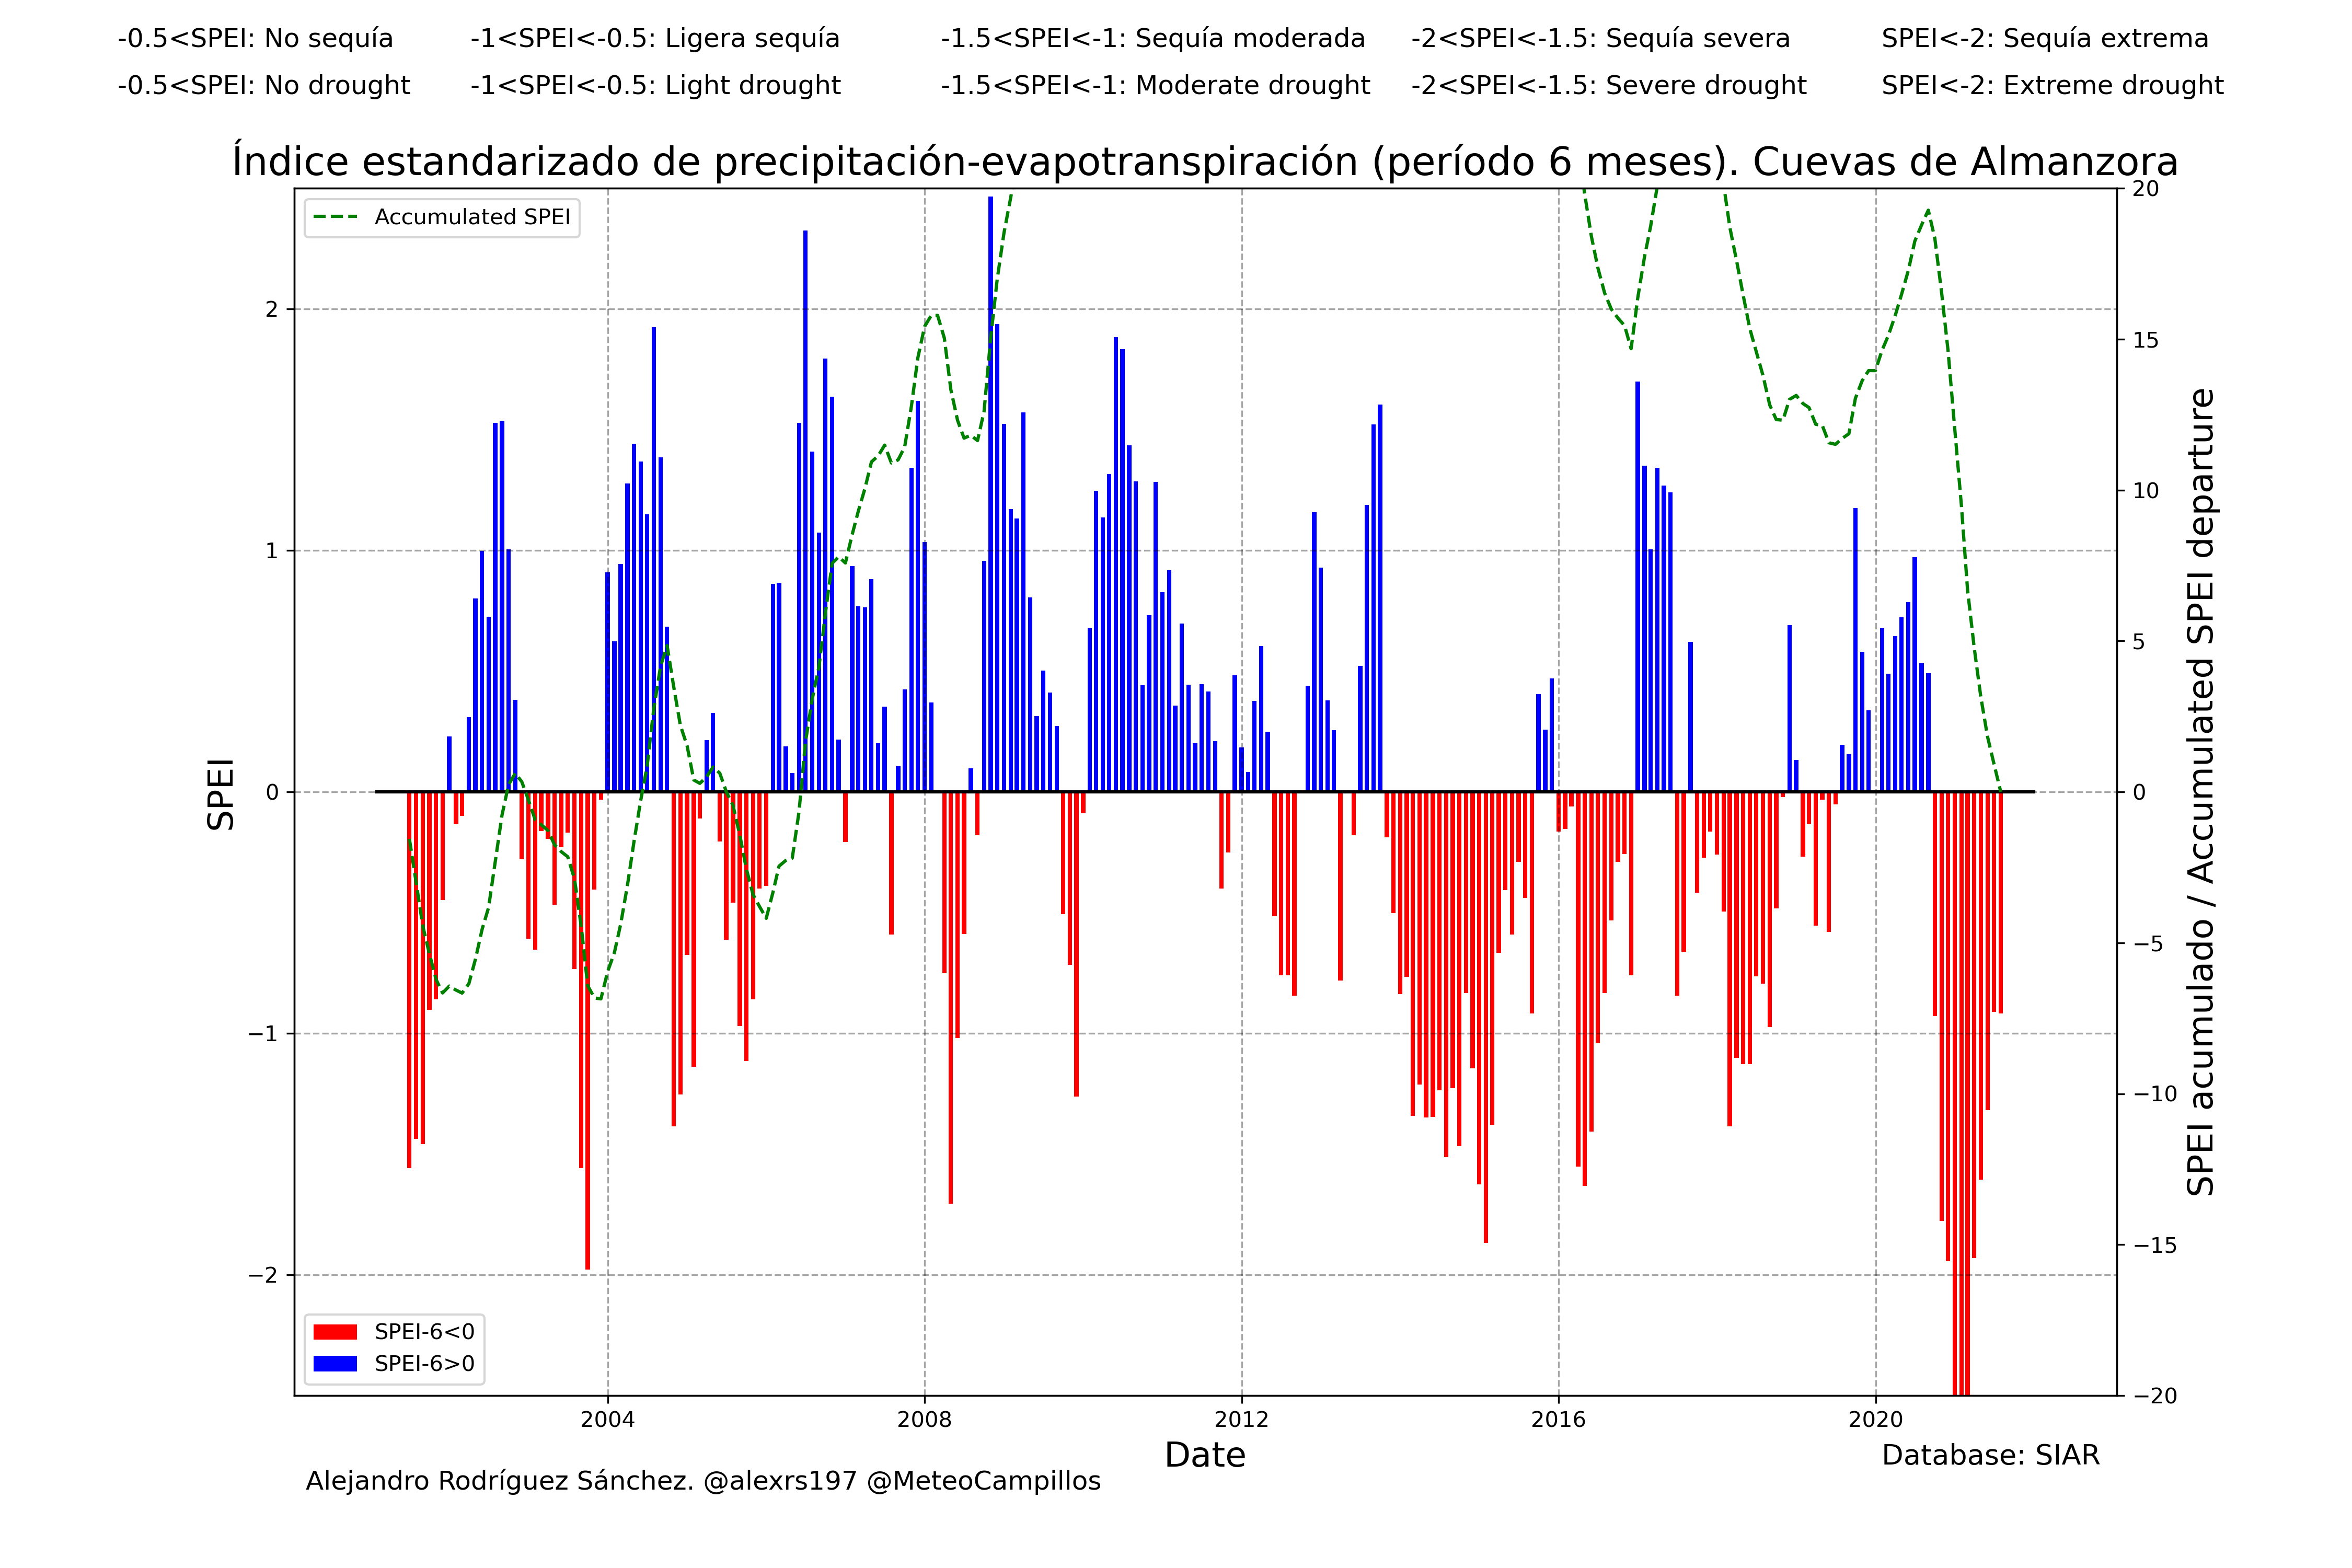 -0.5<SPEI: No sequía
-1<SPEI<-0.5: Ligera sequía
-1.5<SPEI<-1: Sequía moderada
-2<SPEI<-1.5: Sequía severa
SPEI<-2: Sequía extrema
-0.5<SPEI: No drought
-1<SPEI<-0.5: Light drought
-1.5<SPEI<-1: Moderate drought
-2<SPEI<-1.5: Severe drought
SPEI<-2: Extreme drought
Índice estandarizado de precipitación-evapotranspiración (período 6 meses). Cuevas de Almanzora
Accumulated SPEI
SPEI
2
1
0
−1
−2
20
15
10
5
0
−5
−10
−15
−20
SPEI acumulado / Accumulated SPEI departure
SPEI-6<0
SPEI-6>0
2004
2008
2012
2016
2020
Date
Database: SIAR
Alejandro Rodríguez Sánchez. @alexrs197 @MeteoCampillos